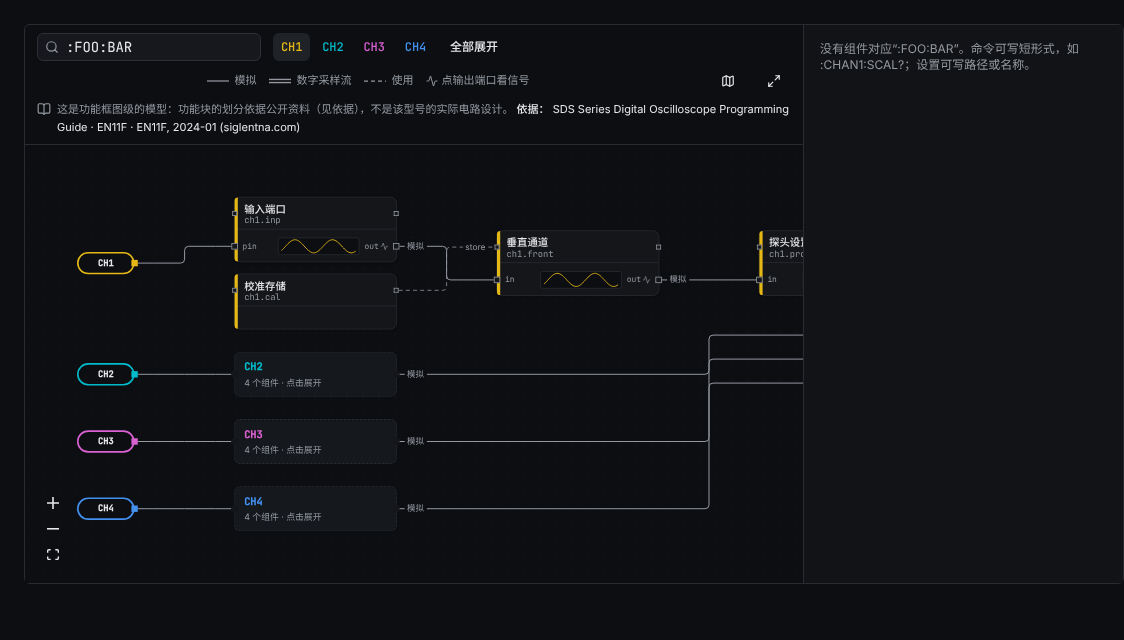 :FOO:BAR
CH1 CH2 CH3 CH4 全部展开
模拟 数字采样流 使用 点输出端口看信号
这是功能框图级的模型：功能块的划分依据公开资料（见依据），不是该型号的实际电路设计。 依据： SDS Series Digital Oscilloscope Programming
Guide · EN11F · EN11F, 2024-01 (siglentna.com)
没有组件对应“:FOO:BAR”。命令可写短形式，如
:CHAN1:SCAL?；设置可写路径或名称。
CH1
输入端口
ch1.inp
pin
out
模拟
校准存储
ch1.cal
store
垂直通道
ch1.front
in
out
模拟
探头设
in
CH2
CH2
4 个组件 · 点击展开
模拟
CH3
CH3
4 个组件 · 点击展开
模拟
CH4
CH4
4 个组件 · 点击展开
模拟